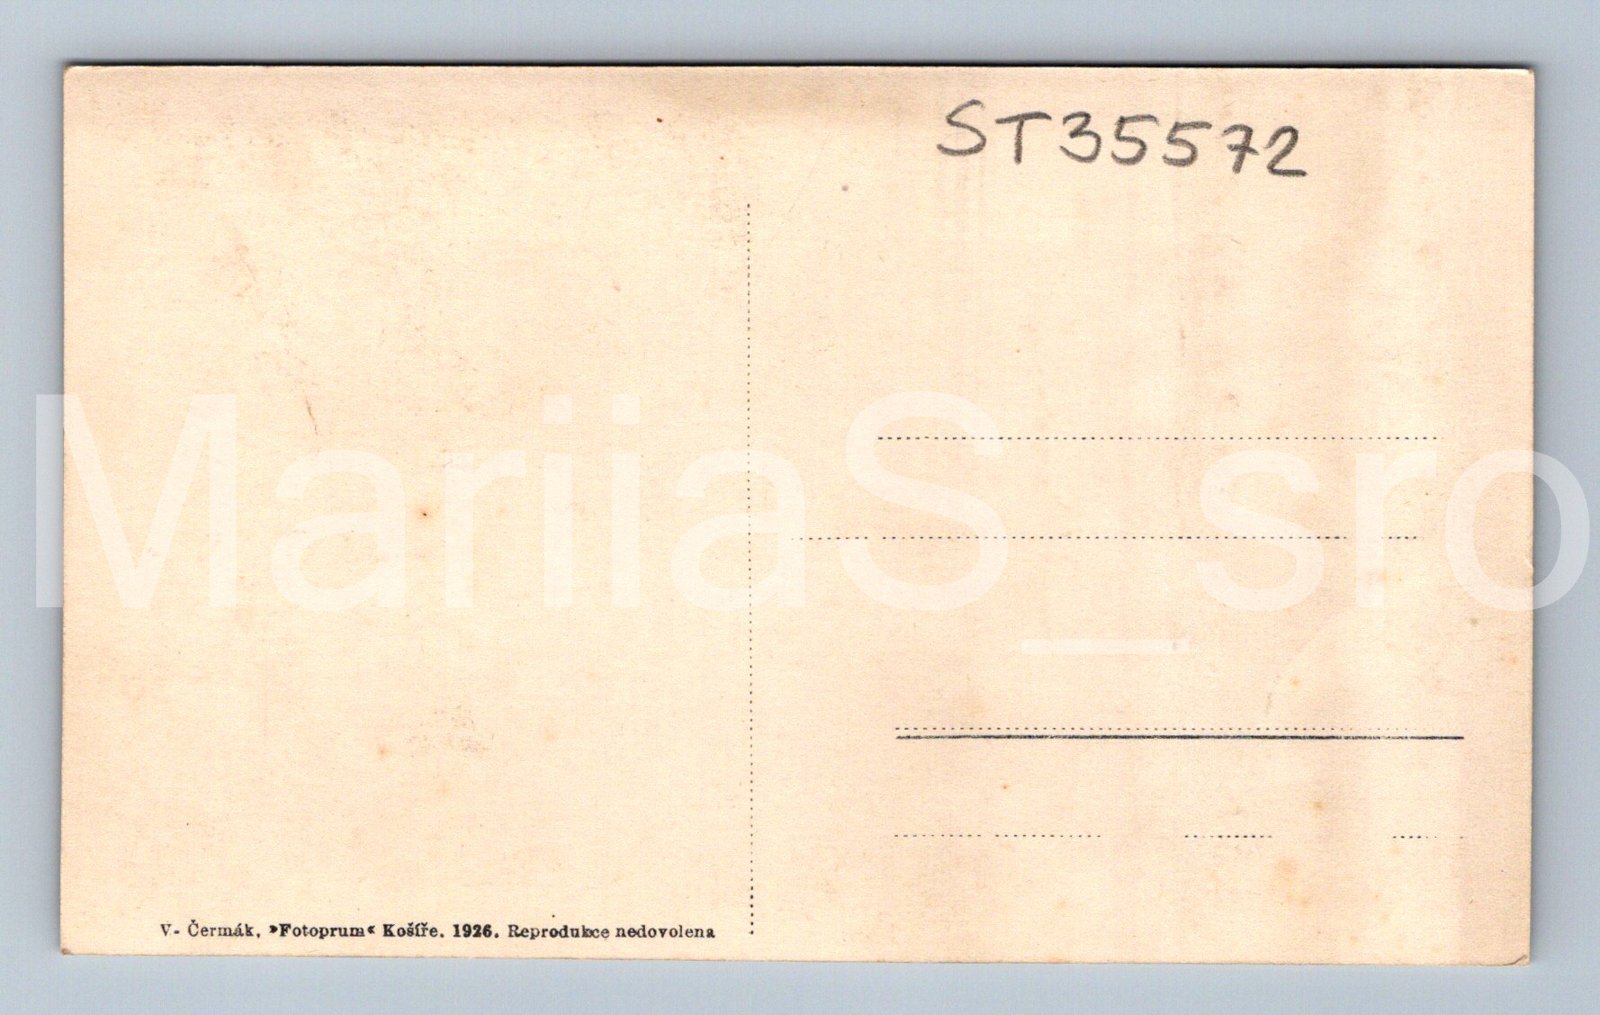 ST35572
MariiaS_sro
V- Čermák, »Fotoprum« Košíře. 1926. Reprodukce nedovolena